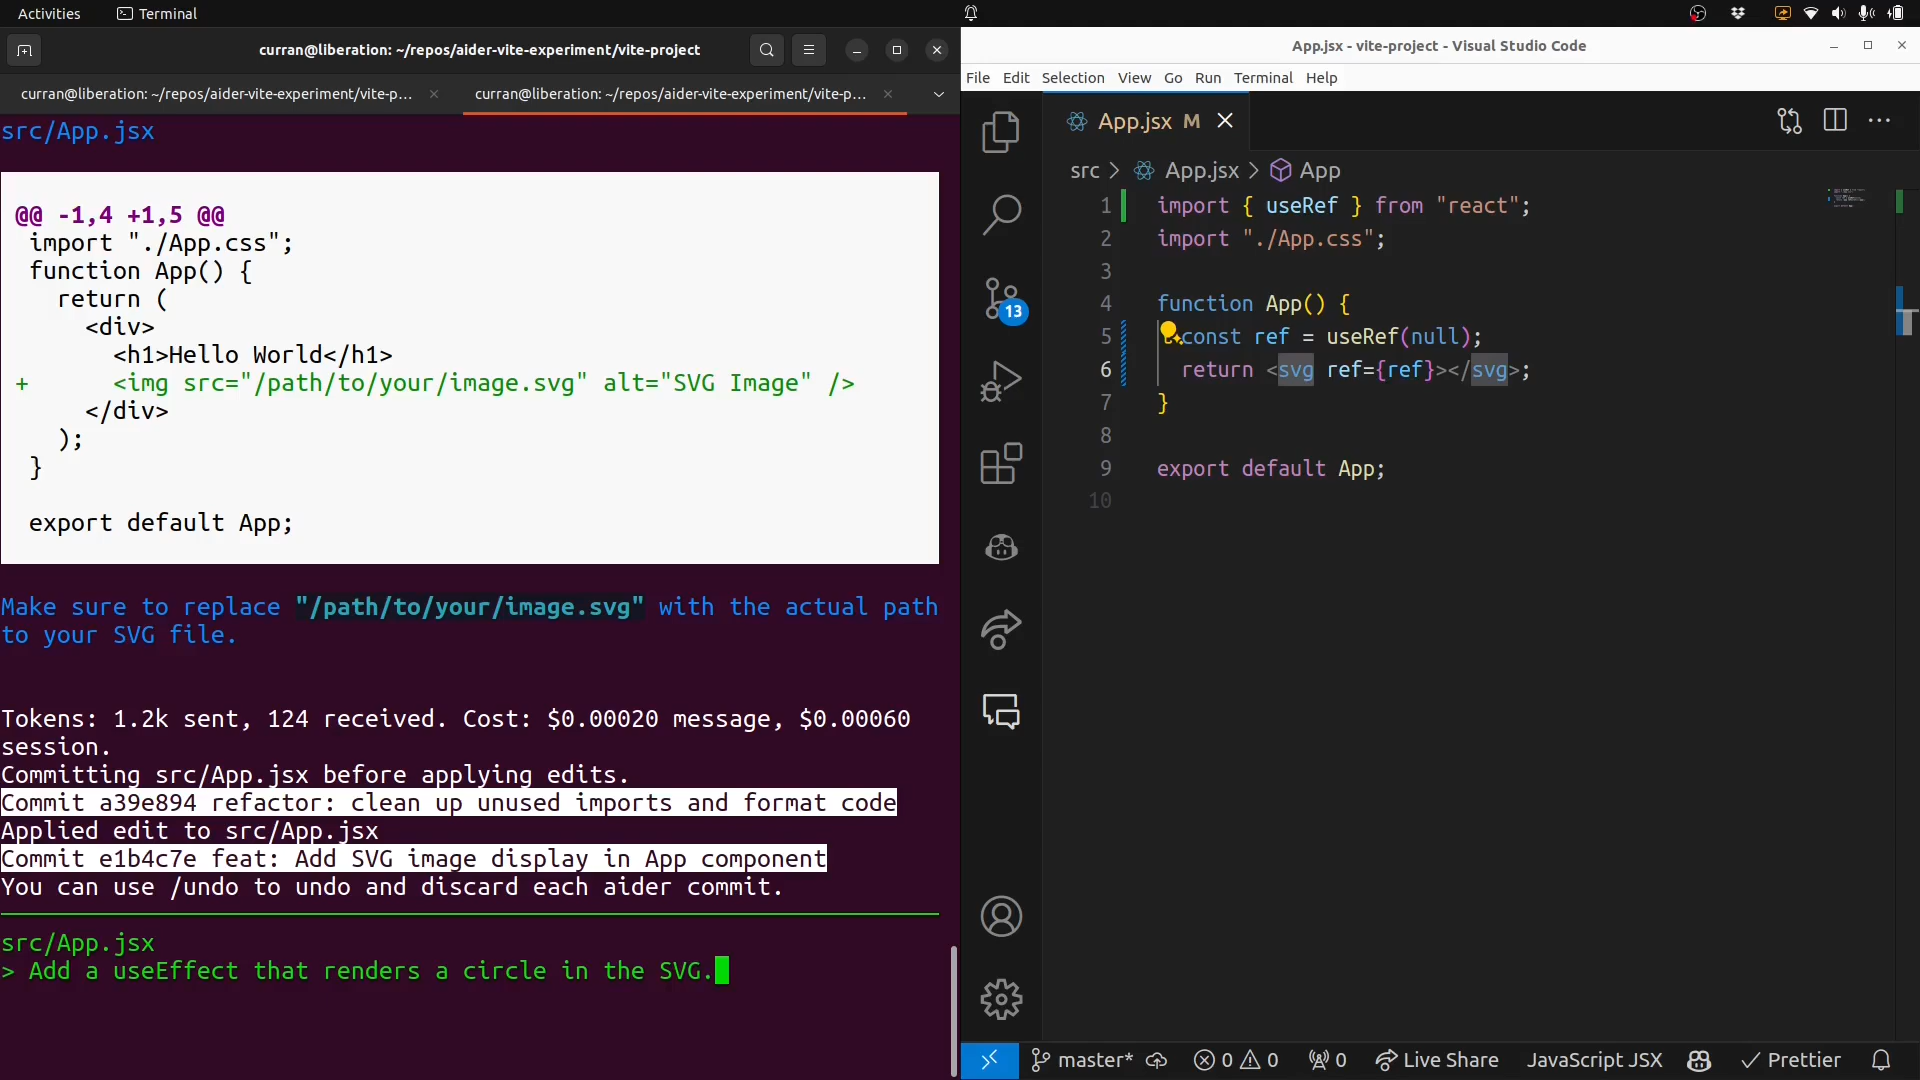 Activities
Terminal
curran@liberation: ~/repos/aider-vite-experiment/vite-project
curran@liberation: ~/repos/aider-vite-experiment/vite-p...
curran@liberation: ~/repos/aider-vite-experiment/vite-p...
src/App.jsx
@@ -1,4 +1,5 @@
import "./App.css";
function App() {
return (
<div>
<h1>Hello World</h1>
+ <img src="/path/to/your/image.svg" alt="SVG Image" />
</div>
);
}
export default App;
Make sure to replace "/path/to/your/image.svg" with the actual path
to your SVG file.
Tokens: 1.2k sent, 124 received. Cost: $0.00020 message, $0.00060
session.
Committing src/App.jsx before applying edits.
Commit a39e894 refactor: clean up unused imports and format code
Applied edit to src/App.jsx
Commit e1b4c7e feat: Add SVG image display in App component
You can use /undo to undo and discard each aider commit.
src/App.jsx
> Add a useEffect that renders a circle in the SVG.
App.jsx - vite-project - Visual Studio Code
File Edit Selection View Go Run Terminal Help
App.jsx M
src > App.jsx > App
1 import { useRef } from "react";
2 import "./App.css";
3
4 function App() {
5 const ref = useRef(null);
6 return <svg ref={ref}></svg>;
7 }
8
9 export default App;
10
13
master* 0 0 0 Live Share JavaScript JSX Prettier